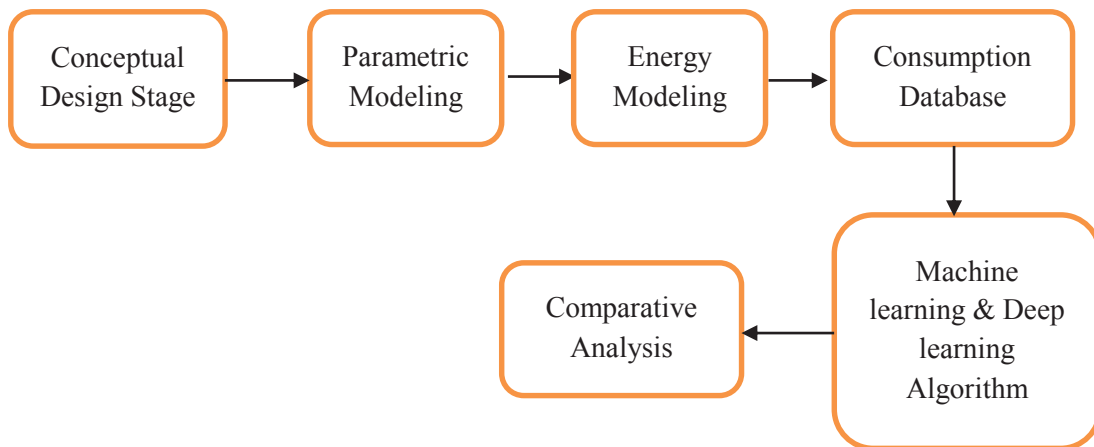 Conceptual
Design Stage
Parametric
Modeling
Energy
Modeling
Consumption
Database
Machine
learning & Deep
learning
Algorithm
Comparative
Analysis